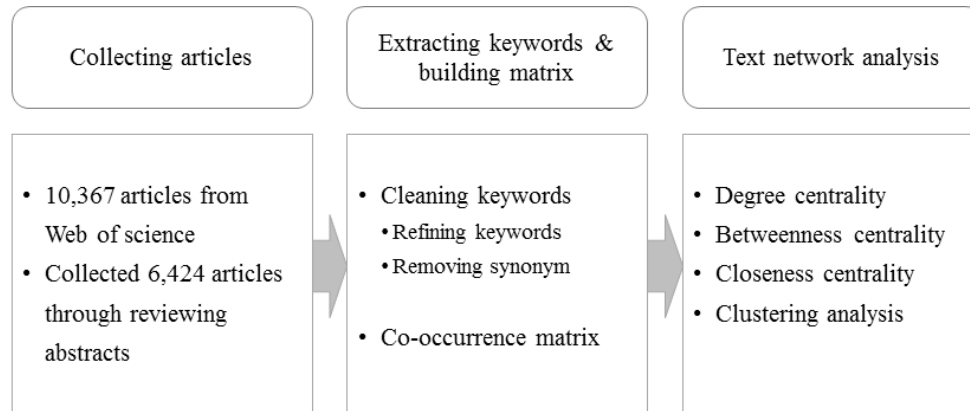 Collecting articles
Extracting keywords &
building matrix
Text network analysis
• 10,367 articles from
Web of science
• Collected 6,424 articles
through reviewing
abstracts
• Cleaning keywords
• Refining keywords
• Removing synonym
• Co-occurrence matrix
• Degree centrality
• Betweenness centrality
• Closeness centrality
• Clustering analysis